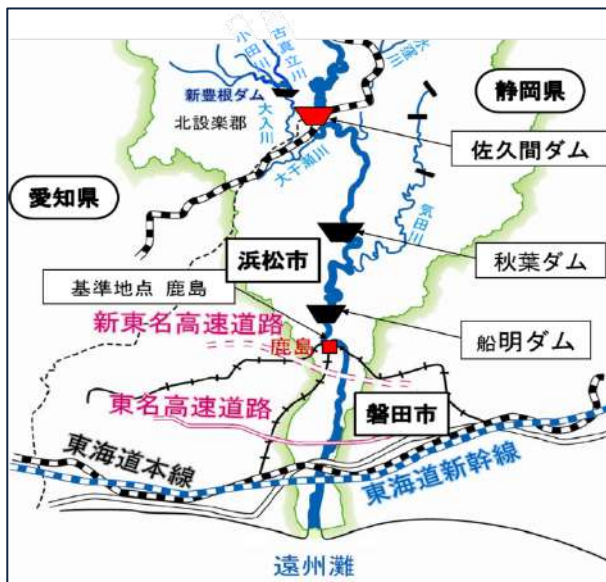 小田川
古真立川
水窪川
新豊根ダム
静岡県
北設楽郡
大入川
佐久間ダム
大千瀬川
愛知県
気田川
浜松市
秋葉ダム
基準地点 鹿島
新東名高速道路
船明ダム
鹿島
東名高速道路
磐田市
東海道本線
東海道新幹線
遠州灘